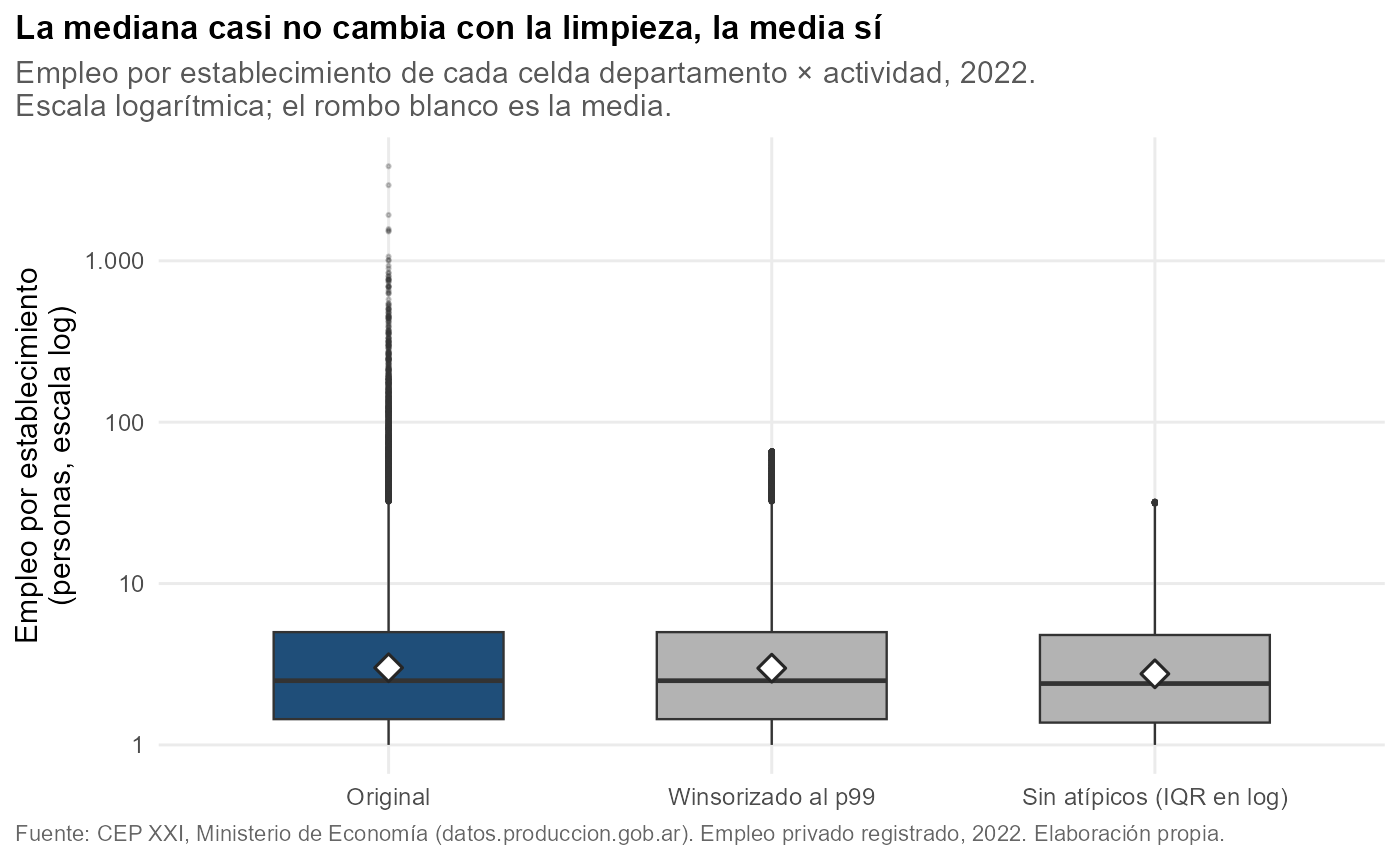 La mediana casi no cambia con la limpieza, la media sí
Empleo por establecimiento de cada celda departamento × actividad, 2022.
Escala logarítmica; el rombo blanco es la media.
Empleo por establecimiento
(personas, escala log)
1.000
100
10
1
Original
Winsorizado al p99
Sin atípicos (IQR en log)
Fuente: CEP XXI, Ministerio de Economía (datos.produccion.gob.ar). Empleo privado registrado, 2022. Elaboración propia.